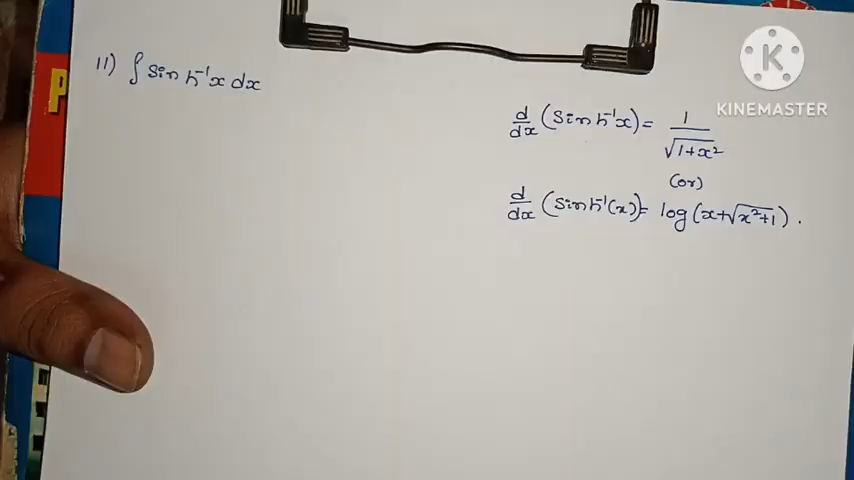 11) ∫ Sinh⁻¹x dx
d/dx (Sinh⁻¹x) = 1/√1+x²
(or)
d/dx (Sinh⁻¹(x)) = log(x+√x²+1).
K
KINEMASTER
P